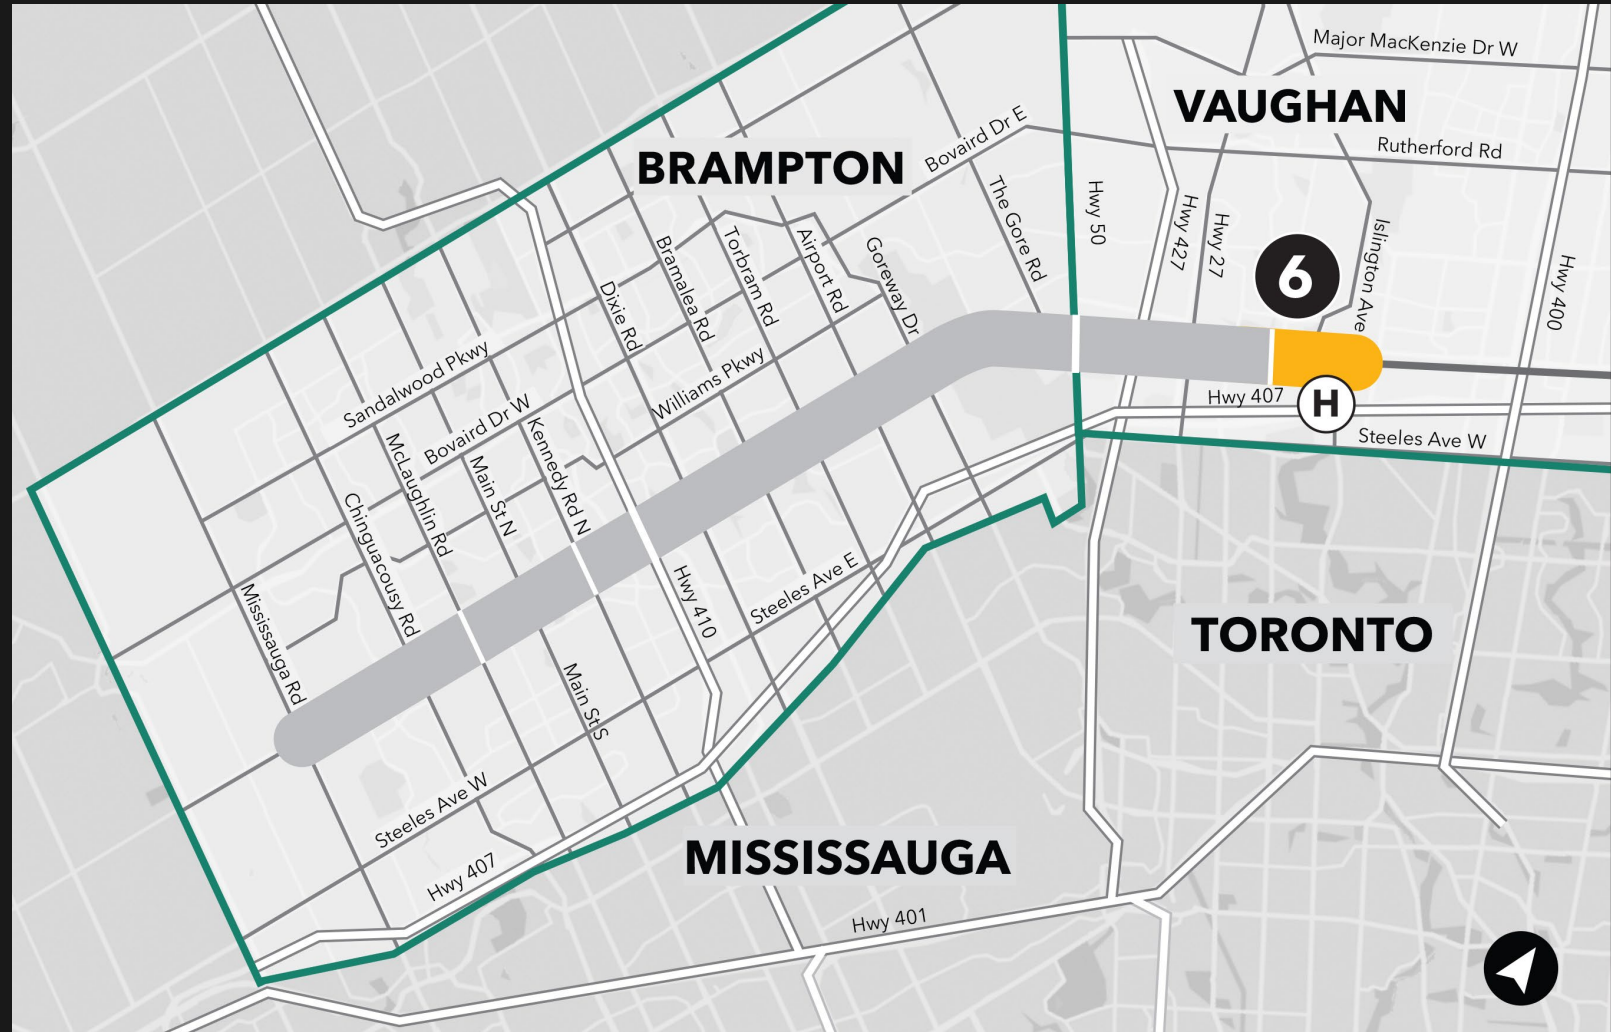 Major MacKenzie Dr W
VAUGHAN
Rutherford Rd
Bovaird Dr E
BRAMPTON
The Gore Rd
Hwy 50
Hwy 427
Hwy 27
Islington Ave
Hwy 400
6
Goreway Dr
Airport Rd
Torbram Rd
Bramalea Rd
Dixie Rd
Sandalwood Pkwy
Williams Pkwy
Bovaird Dr W
Kennedy Rd N
Main St N
McLaughlin Rd
Chinguacousy Rd
Mississauga Rd
Hwy 407
H
Steeles Ave W
Hwy 410
Steeles Ave E
TORONTO
Main St S
Steeles Ave W
Hwy 407
MISSISSAUGA
Hwy 401